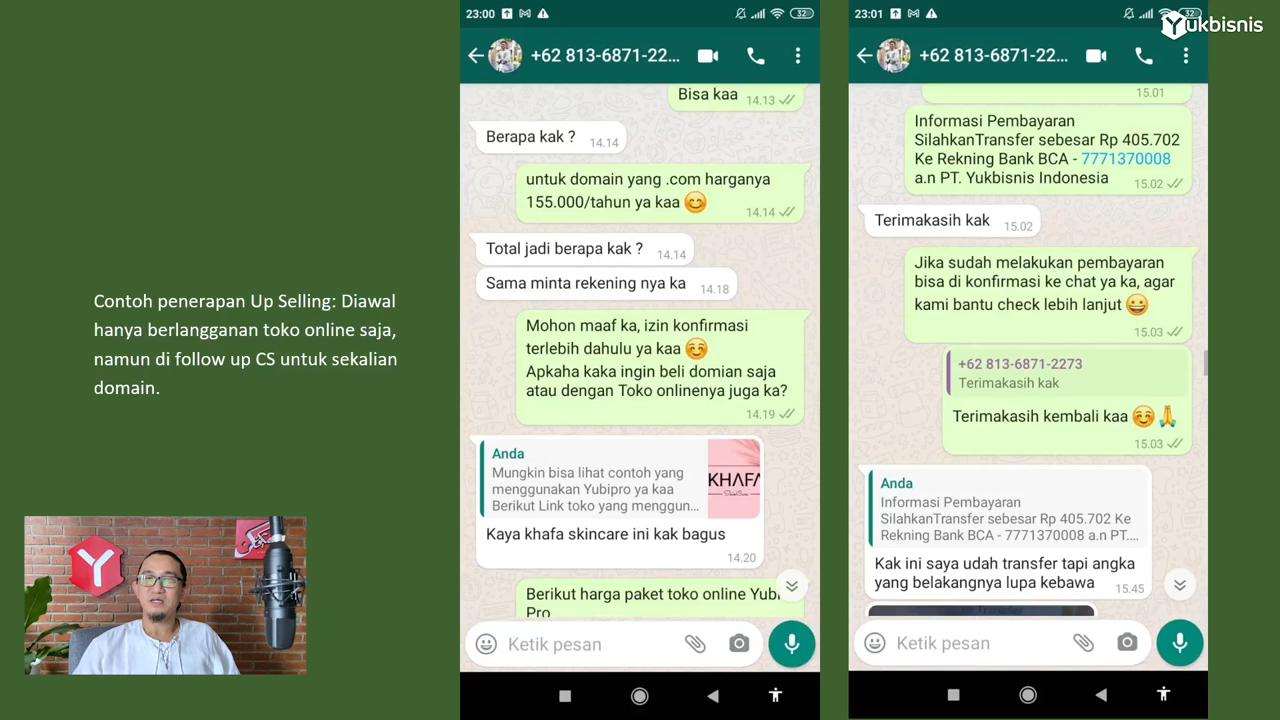 Yukbisnis
Contoh penerapan Up Selling: Diawal
hanya berlangganan toko online saja,
namun di follow up CS untuk sekalian
domain.
Y
23:00
32
+62 813-6871-22...
Bisa kaa
14.13
Berapa kak ?
14.14
untuk domain yang .com harganya
155.000/tahun ya kaa 😊
14.14
Total jadi berapa kak ?
14.14
Sama minta rekening nya ka
14.18
Mohon maaf ka, izin konfirmasi
terlebih dahulu ya kaa ☺️
Apkaha kaka ingin beli domian saja
atau dengan Toko onlinenya juga ka?
14.19
Anda
Mungkin bisa lihat contoh yang
menggunakan Yubipro ya kaa
Berikut Link toko yang menggun...
KHAFA
Kaya khafa skincare ini kak bagus
14.20
Berikut harga paket toko online Yubi
Pro
Ketik pesan
23:01
32
+62 813-6871-22...
15.01
Informasi Pembayaran
SilahkanTransfer sebesar Rp 405.702
Ke Rekning Bank BCA - 7771370008
a.n PT. Yukbisnis Indonesia
15.02
Terimakasih kak
15.02
Jika sudah melakukan pembayaran
bisa di konfirmasi ke chat ya ka, agar
kami bantu check lebih lanjut 😀
15.03
+62 813-6871-2273
Terimakasih kak
Terimakasih kembali kaa ☺️🙏
15.03
Anda
Informasi Pembayaran
SilahkanTransfer sebesar Rp 405.702 Ke
Rekning Bank BCA - 7771370008 a.n PT....
Kak ini saya udah transfer tapi angka
yang belakangnya lupa kebawa
15.45
Ketik pesan